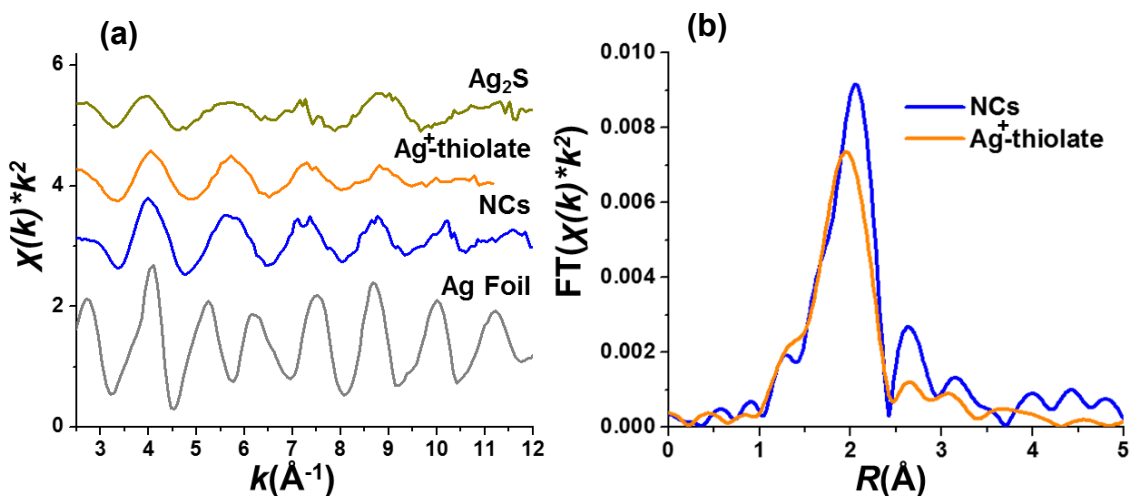 (a)
χ(k)*k²
6
4
2
0
Ag₂S
Ag⁺-thiolate
NCs
Ag Foil
3 4 5 6 7 8 9 10 11 12
k(Å⁻¹)
(b)
FT(χ(k)*k²)
0.010
0.008
0.006
0.004
0.002
0.000
NCs
Ag⁺-thiolate
0 1 2 3 4 5
R(Å)